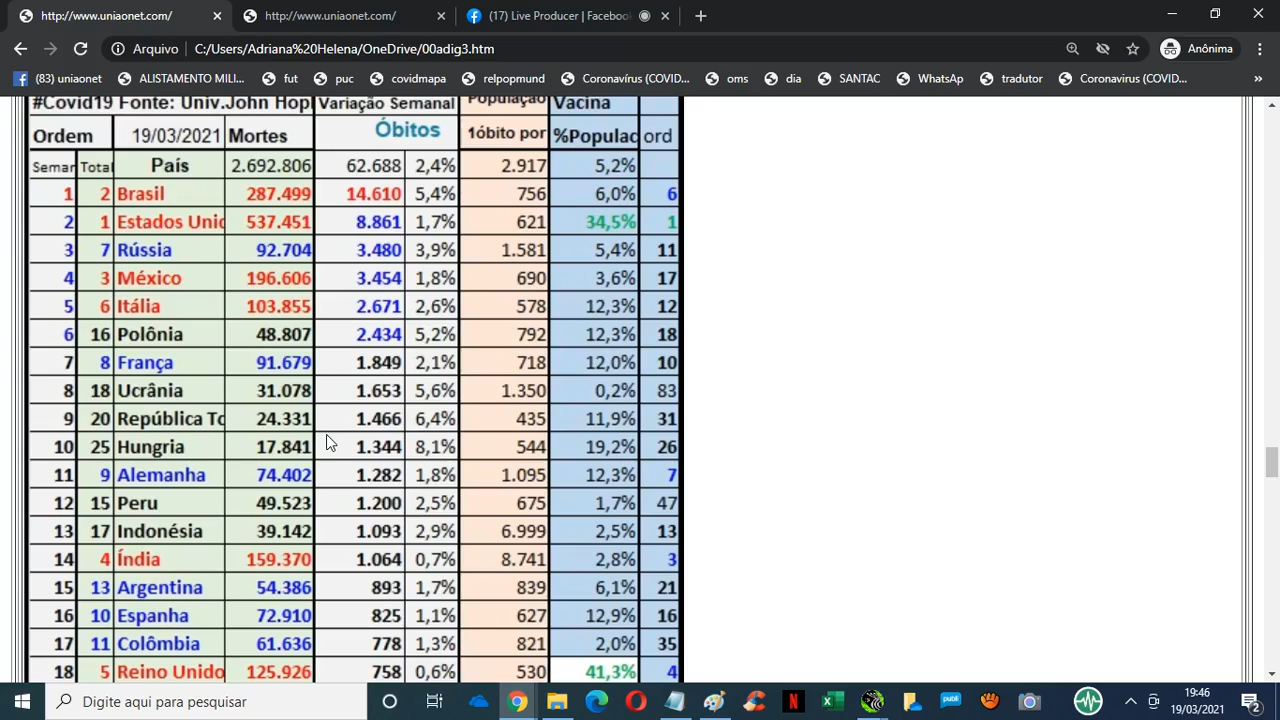 http://www.uniaonet.com/
http://www.uniaonet.com/
(17) Live Producer | Facebook
Arquivo
C:/Users/Adriana%20Helena/OneDrive/00adig3.htm
Anônima
(83) uniaonet
ALISTAMENTO MILI...
fut
puc
covidmapa
relpopmund
Coronavírus (COVID...
oms
dia
SANTAC
WhatsApp
tradutor
Coronavirus (COVID...
»
#Covid19 Fonte: Univ.John Hopl Variação Semanal População Vacina
Ordem 19/03/2021 Mortes Óbitos 1óbito por %Populac ord
Semar Total País 2.692.806 62.688 2,4% 2.917 5,2%
1 2 Brasil 287.499 14.610 5,4% 756 6,0% 6
2 1 Estados Unid 537.451 8.861 1,7% 621 34,5% 1
3 7 Rússia 92.704 3.480 3,9% 1.581 5,4% 11
4 3 México 196.606 3.454 1,8% 690 3,6% 17
5 6 Itália 103.855 2.671 2,6% 578 12,3% 12
6 16 Polônia 48.807 2.434 5,2% 792 12,3% 18
7 8 França 91.679 1.849 2,1% 718 12,0% 10
8 18 Ucrânia 31.078 1.653 5,6% 1.350 0,2% 83
9 20 República Tc 24.331 1.466 6,4% 435 11,9% 31
10 25 Hungria 17.841 1.344 8,1% 544 19,2% 26
11 9 Alemanha 74.402 1.282 1,8% 1.095 12,3% 7
12 15 Peru 49.523 1.200 2,5% 675 1,7% 47
13 17 Indonésia 39.142 1.093 2,9% 6.999 2,5% 13
14 4 Índia 159.370 1.064 0,7% 8.741 2,8% 3
15 13 Argentina 54.386 893 1,7% 839 6,1% 21
16 10 Espanha 72.910 825 1,1% 627 12,9% 16
17 11 Colômbia 61.636 778 1,3% 821 2,0% 35
18 5 Reino Unido 125.926 758 0,6% 530 41,3% 4
Digite aqui para pesquisar
publi
19:46
19/03/2021
2